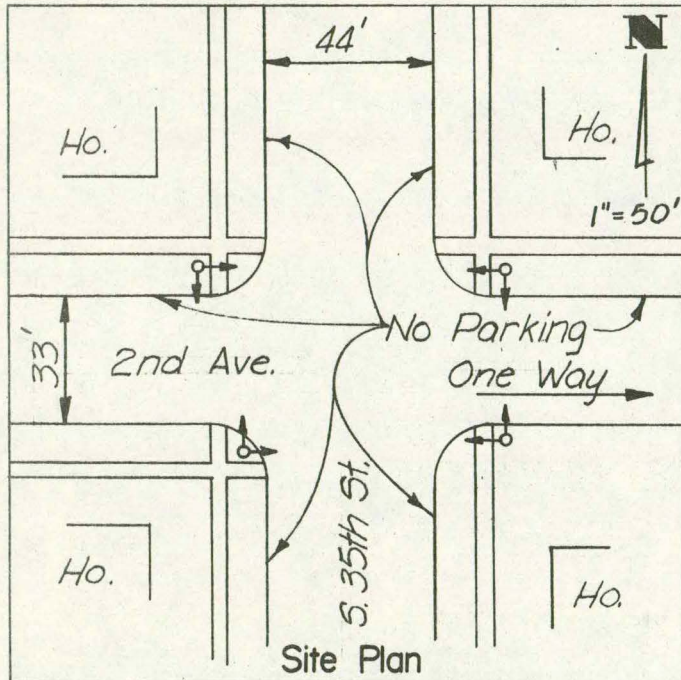 44'
N
Ho.
Ho.
1"=50'
33'
2nd Ave.
No Parking
One Way
S. 35th St.
Ho.
Ho.
Site Plan